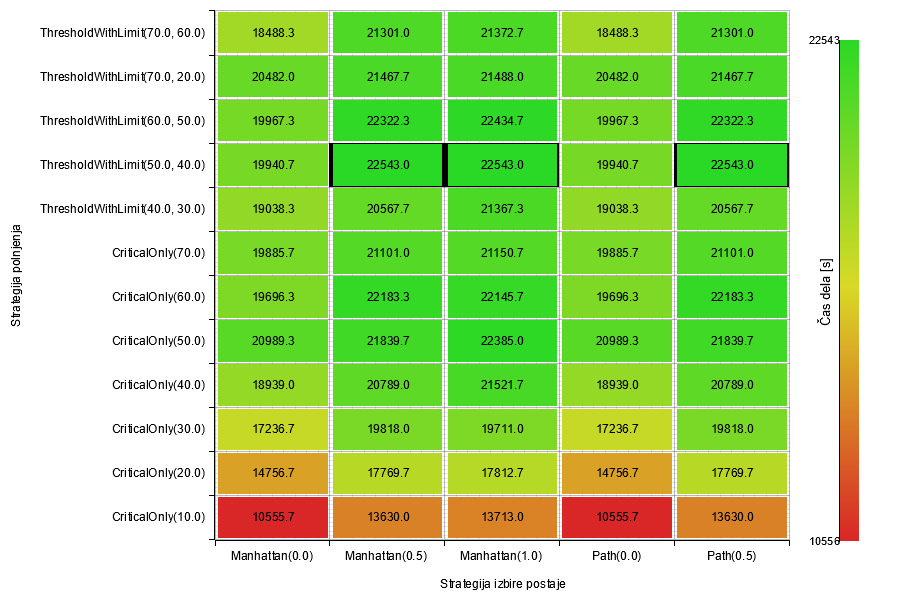 ThresholdWithLimit(70.0, 60.0) 18488.3 21301.0 21372.7 18488.3 21301.0
22543
ThresholdWithLimit(70.0, 20.0) 20482.0 21467.7 21488.0 20482.0 21467.7
ThresholdWithLimit(60.0, 50.0) 19967.3 22322.3 22434.7 19967.3 22322.3
ThresholdWithLimit(50.0, 40.0) 19940.7 22543.0 22543.0 19940.7 22543.0
ThresholdWithLimit(40.0, 30.0) 19038.3 20567.7 21367.3 19038.3 20567.7
CriticalOnly(70.0) 19885.7 21101.0 21150.7 19885.7 21101.0
Strategija polnjenja
Čas dela [s]
CriticalOnly(60.0) 19696.3 22183.3 22145.7 19696.3 22183.3
CriticalOnly(50.0) 20989.3 21839.7 22385.0 20989.3 21839.7
CriticalOnly(40.0) 18939.0 20789.0 21521.7 18939.0 20789.0
CriticalOnly(30.0) 17236.7 19818.0 19711.0 17236.7 19818.0
CriticalOnly(20.0) 14756.7 17769.7 17812.7 14756.7 17769.7
CriticalOnly(10.0) 10555.7 13630.0 13713.0 10555.7 13630.0
10556
Manhattan(0.0) Manhattan(0.5) Manhattan(1.0) Path(0.0) Path(0.5)
Strategija izbire postaje